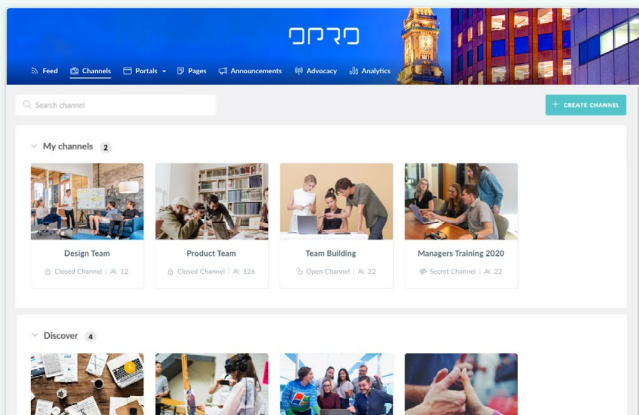 OPRO
Feed Channels Portals Pages Announcements Advocacy Analytics
Search channel
+ CREATE CHANNEL
My channels 2
Design Team
Closed Channel | 12
Product Team
Closed Channel | 126
Team Building
Open Channel | 22
Managers Training 2020
Secret Channel | 22
Discover 4